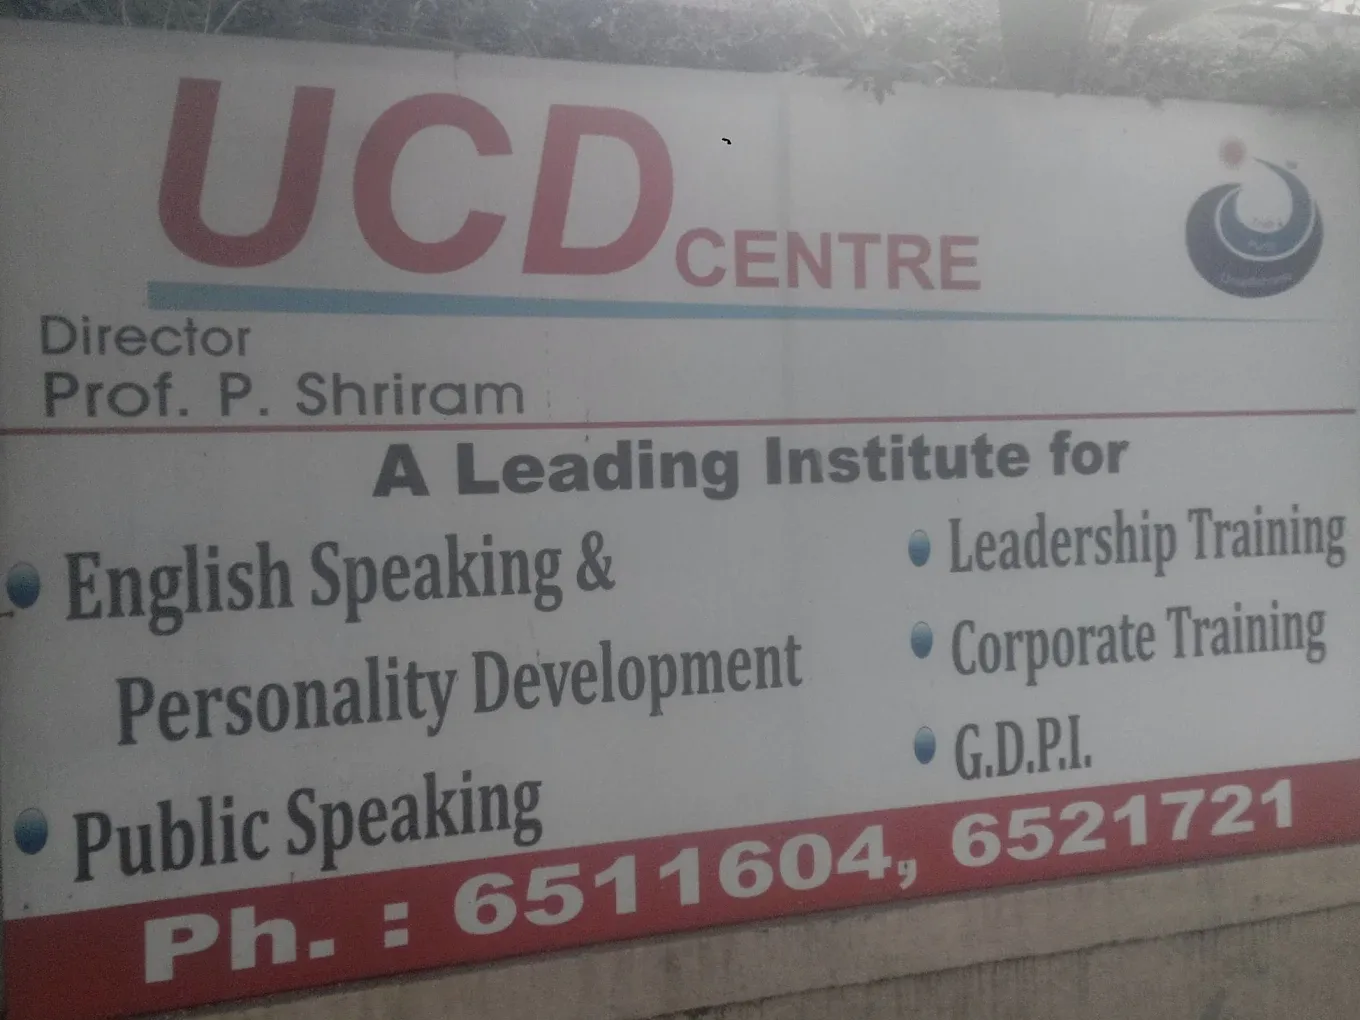 UCD CENTRE
Director
Prof. P. Shriram
A Leading Institute for
• English Speaking &
Personality Development
• Public Speaking
• Leadership Training
• Corporate Training
• G.D.P.I.
Ph. : 6511604, 6521721